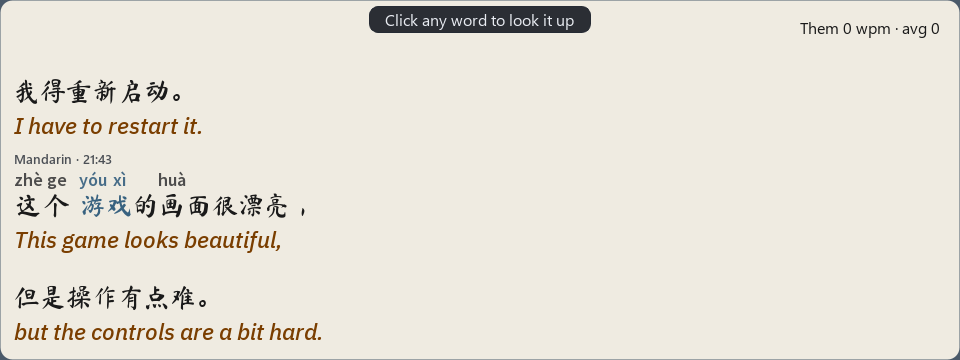 Click any word to look it up
Them 0 wpm · avg 0
我得重新启动。
I have to restart it.
Mandarin · 21:43
zhè ge yóu xì huà
这个 游戏的画面很漂亮，
This game looks beautiful,
但是操作有点难。
but the controls are a bit hard.